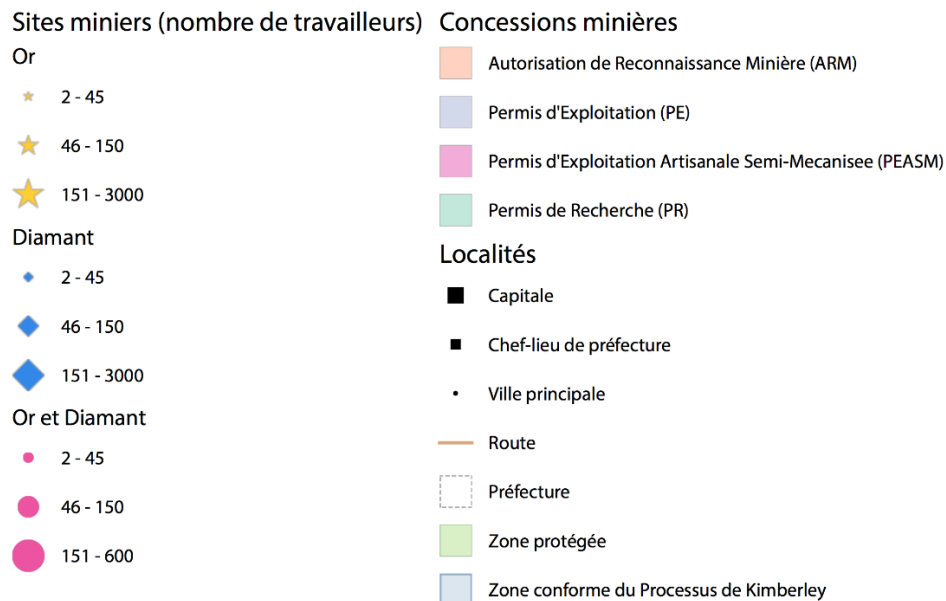 Sites miniers (nombre de travailleurs)
Or
2 - 45
46 - 150
151 - 3000
Diamant
2 - 45
46 - 150
151 - 3000
Or et Diamant
2 - 45
46 - 150
151 - 600
Concessions minières
Autorisation de Reconnaissance Minière (ARM)
Permis d'Exploitation (PE)
Permis d'Exploitation Artisanale Semi-Mecanisee (PEASM)
Permis de Recherche (PR)
Localités
Capitale
Chef-lieu de préfecture
Ville principale
Route
Préfecture
Zone protégée
Zone conforme du Processus de Kimberley